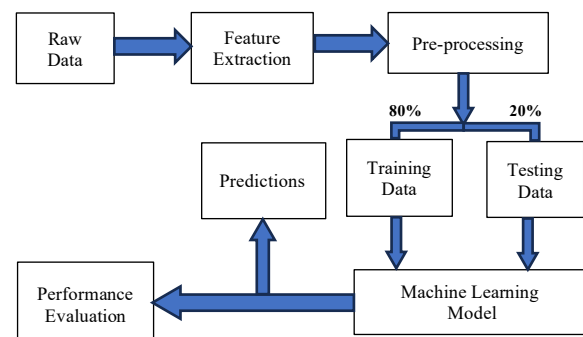 Raw
Data
Feature
Extraction
Pre-processing
80%
20%
Training
Data
Testing
Data
Predictions
Performance
Evaluation
Machine Learning
Model